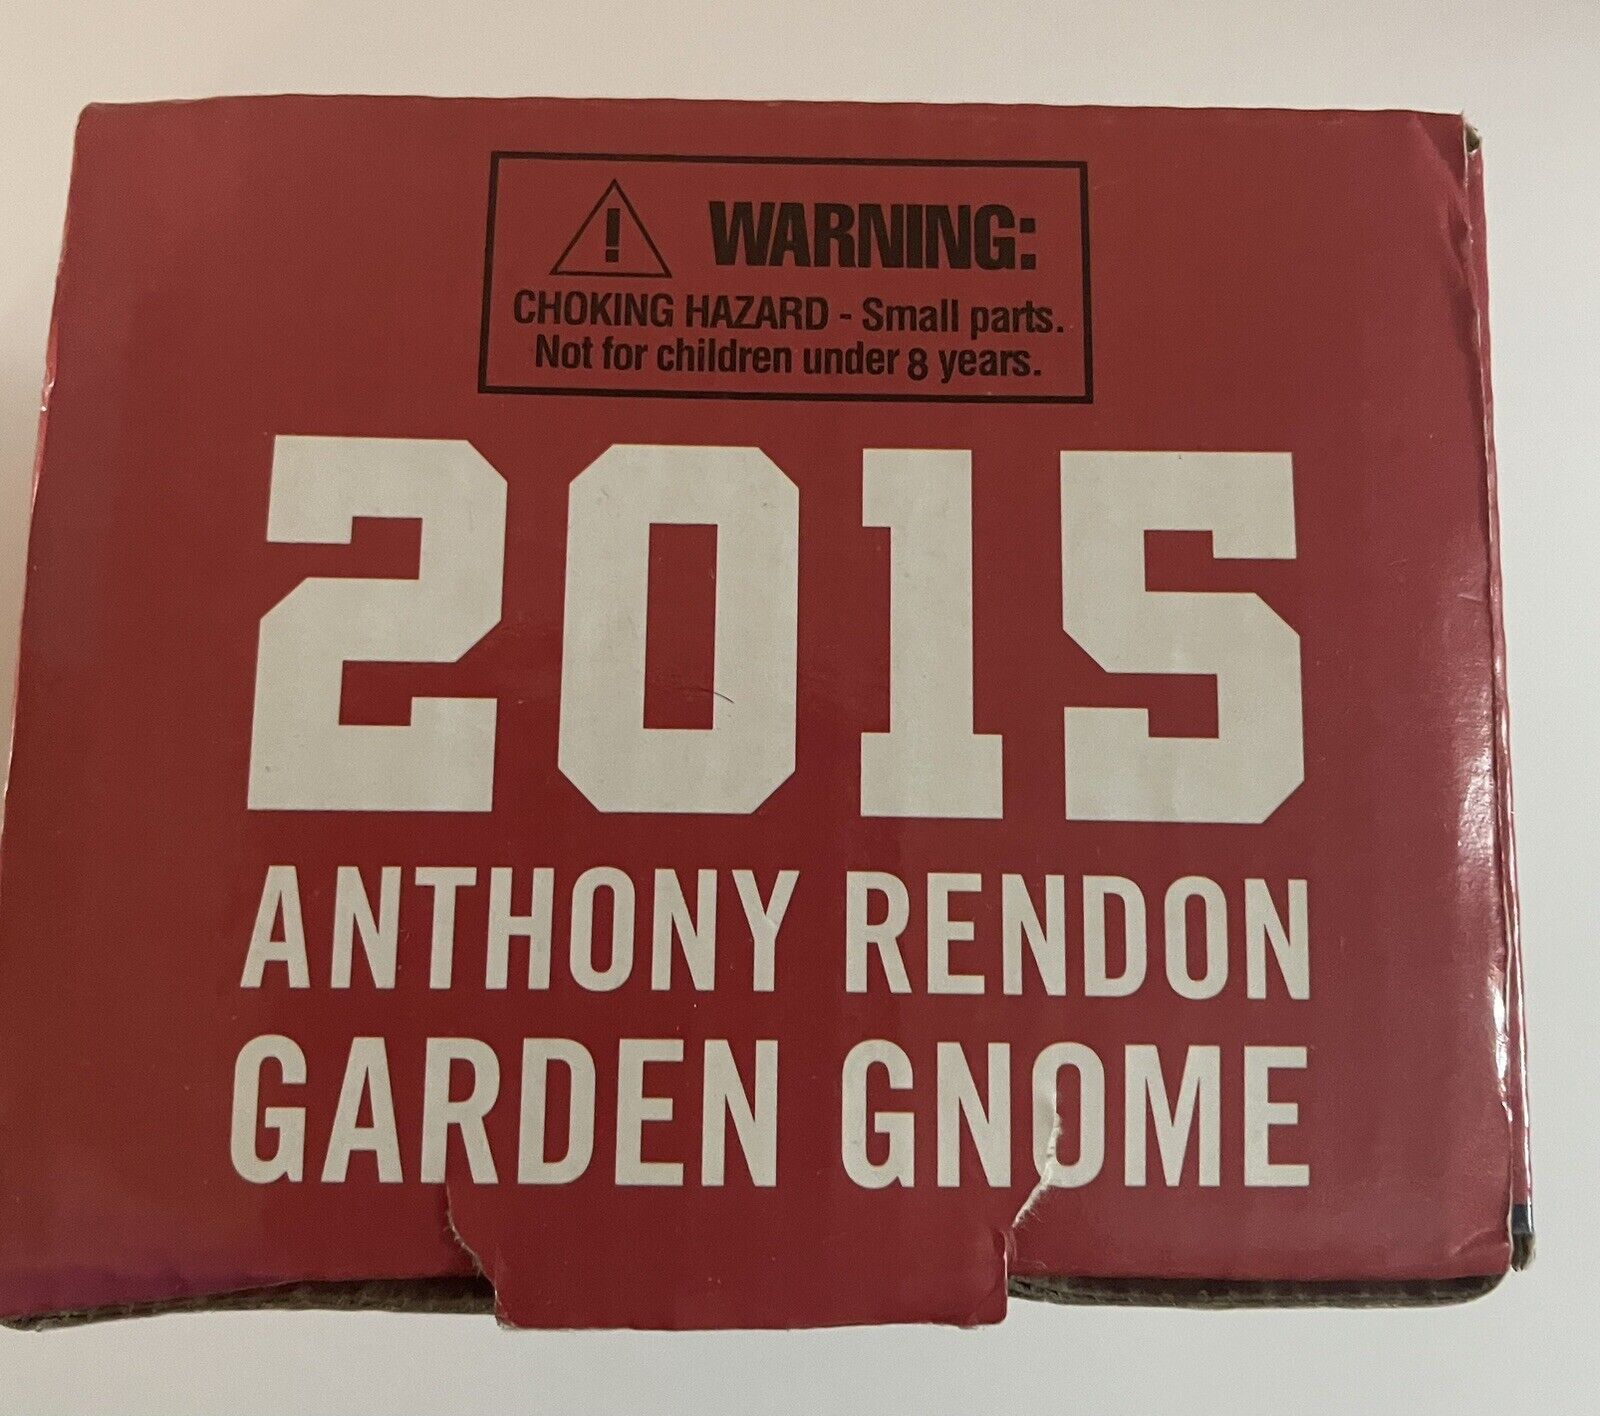 WARNING:
CHOKING HAZARD - Small parts.
Not for children under 8 years.
2015
ANTHONY RENDON
GARDEN GNOME